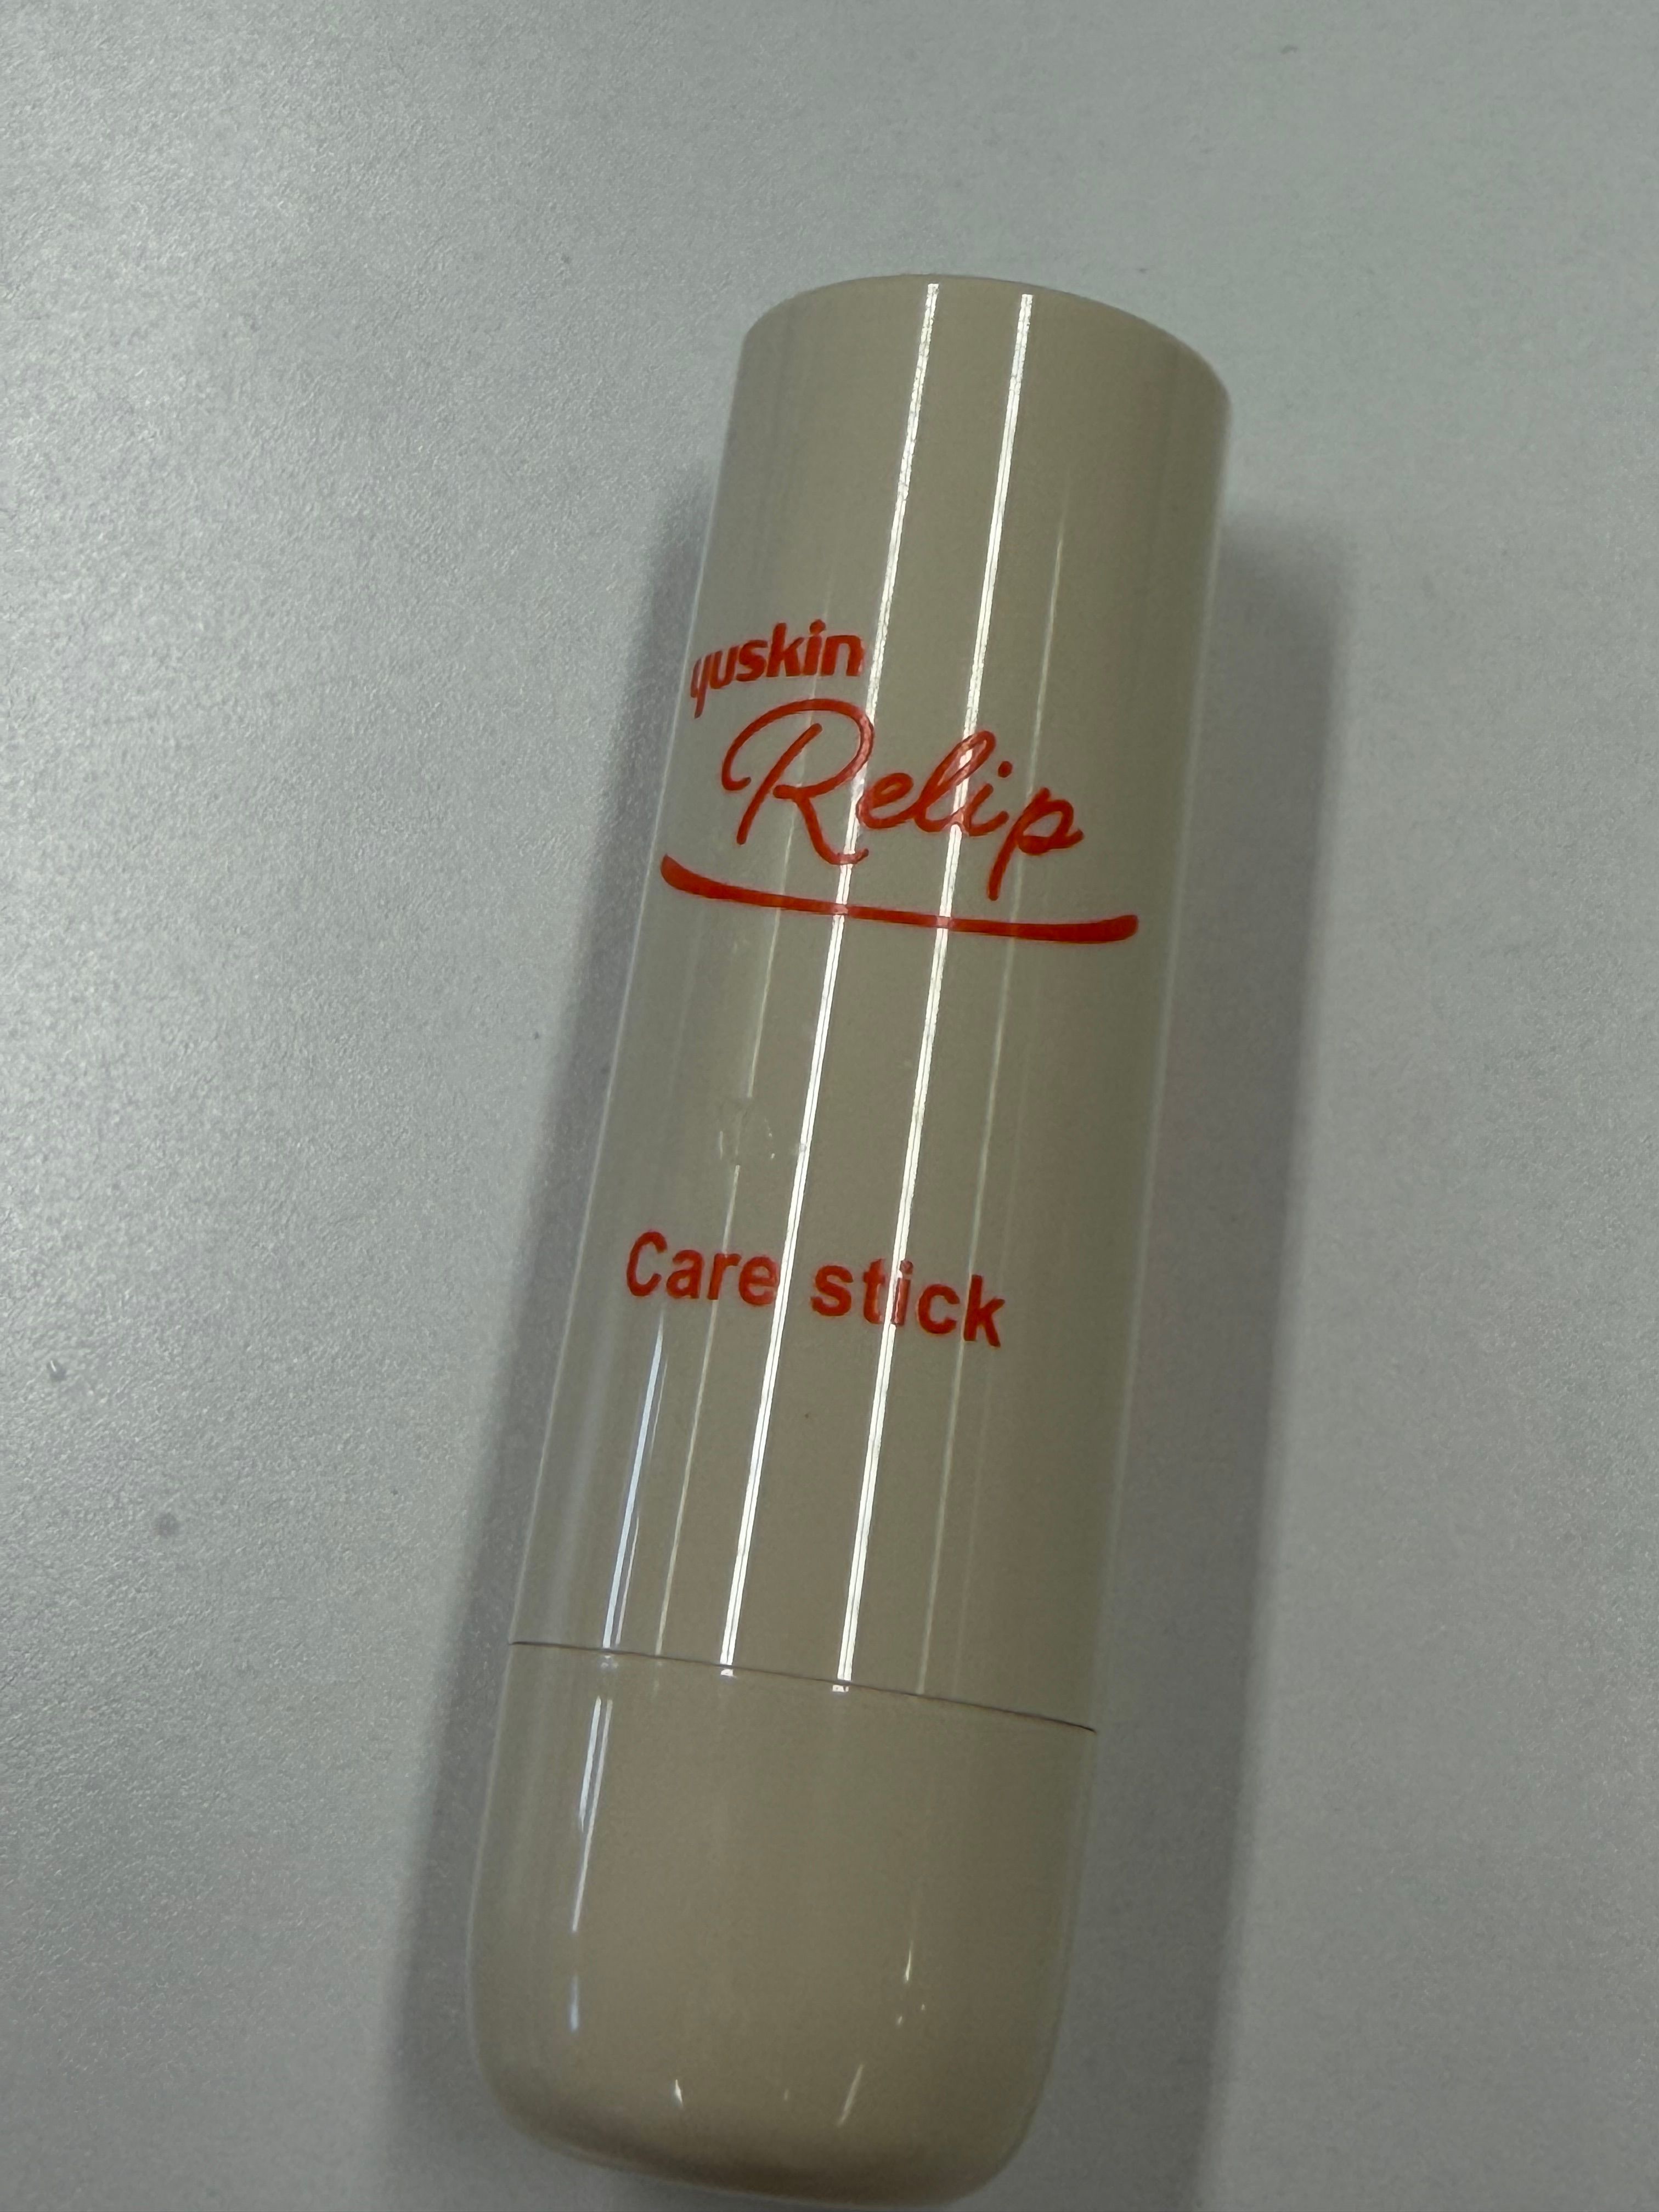 yuskin
Relip
Care stick